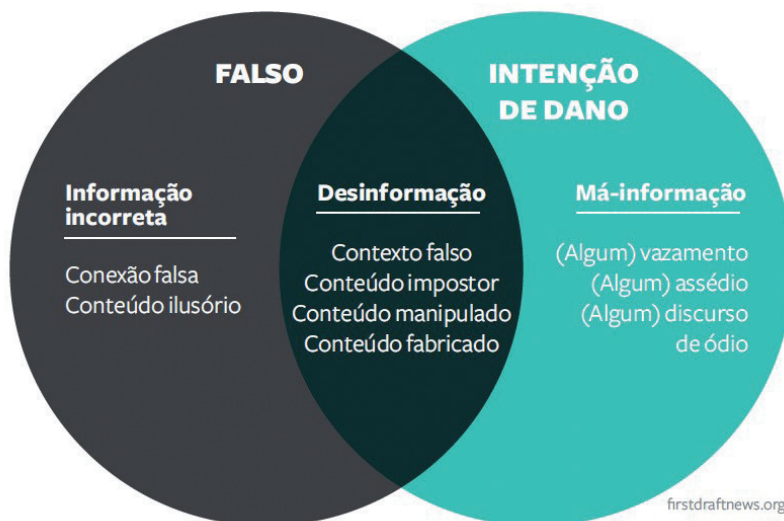 FALSO
INTENÇÃO
DE DANO
Informação
incorreta
Conexão falsa
Conteúdo ilusório
Desinformação
Contexto falso
Conteúdo impostor
Conteúdo manipulado
Conteúdo fabricado
Má-informação
(Algum) vazamento
(Algum) assédio
(Algum) discurso
de ódio
firstdraftnews.org